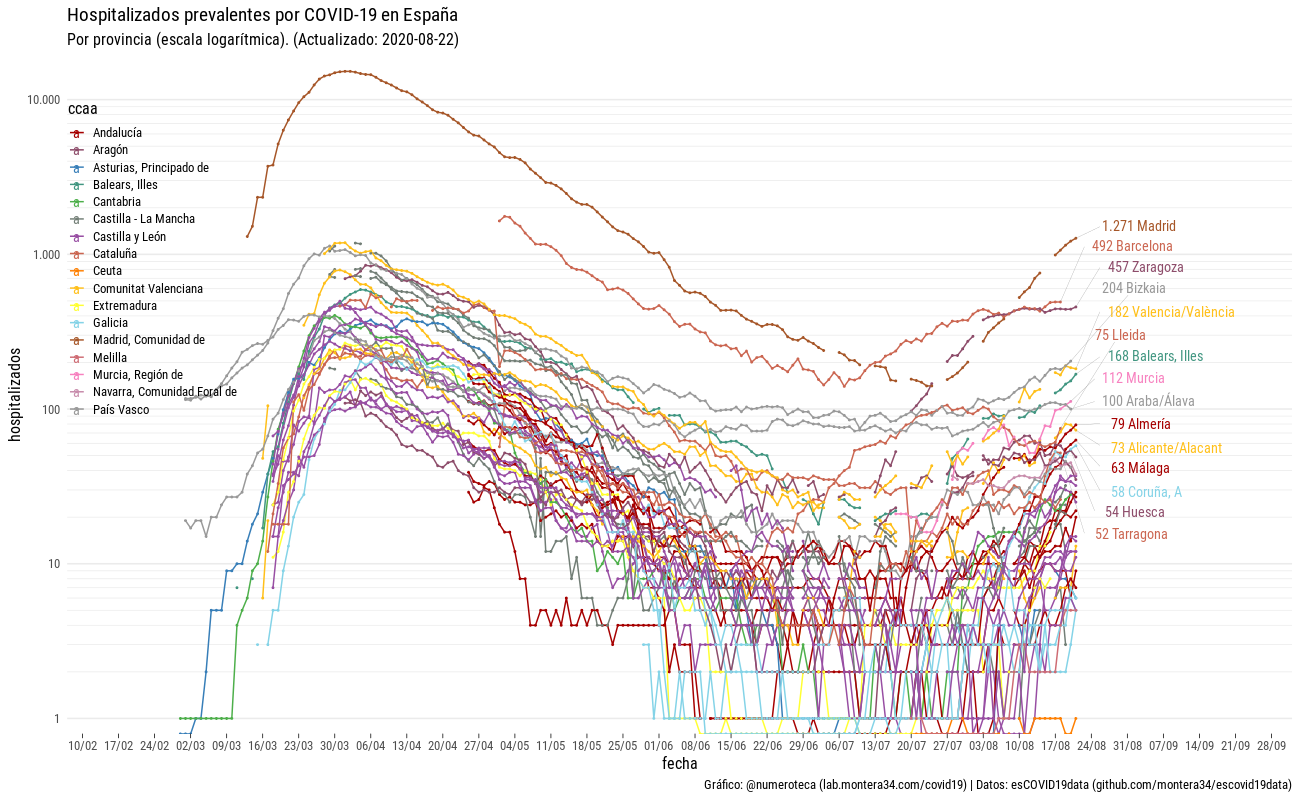 Hospitalizados prevalentes por COVID-19 en España
Por provincia (escala logarítmica). (Actualizado: 2020-08-22)
10.000
1.000
100
10
1
hospitalizados
ccaa
Andalucía
Aragón
Asturias, Principado de
Balears, Illes
Cantabria
Castilla - La Mancha
Castilla y León
Cataluña
Ceuta
Comunitat Valenciana
Extremadura
Galicia
Madrid, Comunidad de
Melilla
Murcia, Región de
Navarra, Comunidad Foral de
País Vasco
1.271 Madrid
492 Barcelona
457 Zaragoza
204 Bizkaia
182 Valencia/València
75 Lleida
168 Balears, Illes
112 Murcia
100 Araba/Álava
79 Almería
73 Alicante/Alacant
63 Málaga
58 Coruña, A
54 Huesca
52 Tarragona
10/02 17/02 24/02 02/03 09/03 16/03 23/03 30/03 06/04 13/04 20/04 27/04 04/05 11/05 18/05 25/05 01/06 08/06 15/06 22/06 29/06 06/07 13/07 20/07 27/07 03/08 10/08 17/08 24/08 31/08 07/09 14/09 21/09 28/09
fecha
Gráfico: @numeroteca (lab.montera34.com/covid19) | Datos: esCOVID19data (github.com/montera34/escovid19data)